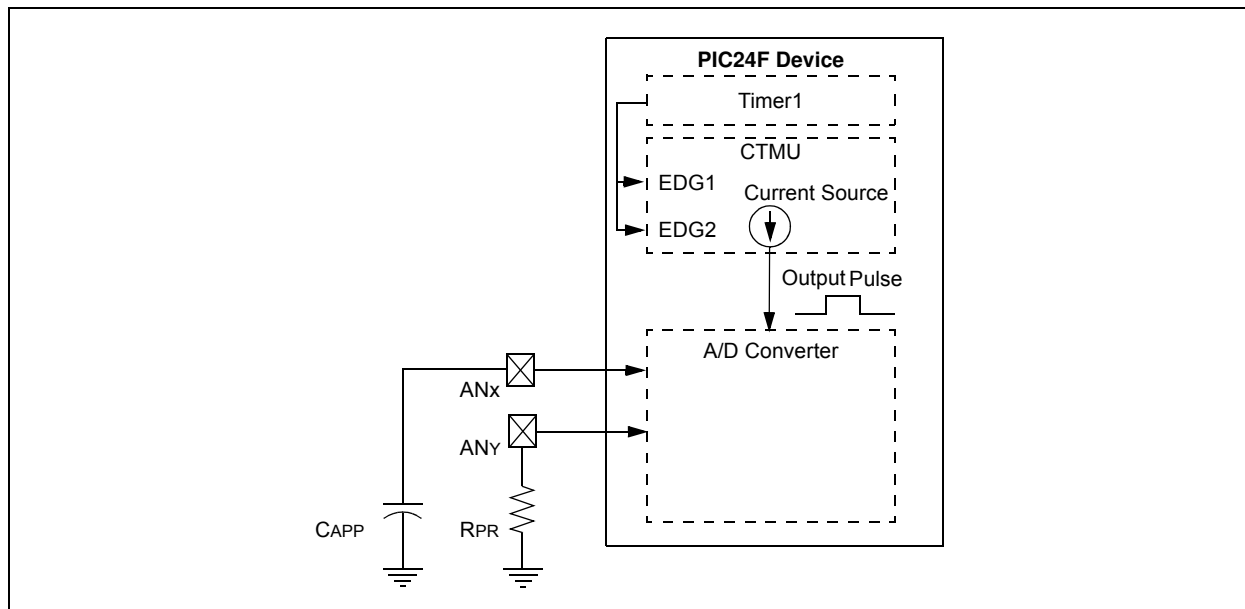 PIC24F Device
Timer1
CTMU
EDG1
Current Source
EDG2
Output Pulse
A/D Converter
ANX
ANY
CAPP
RPR